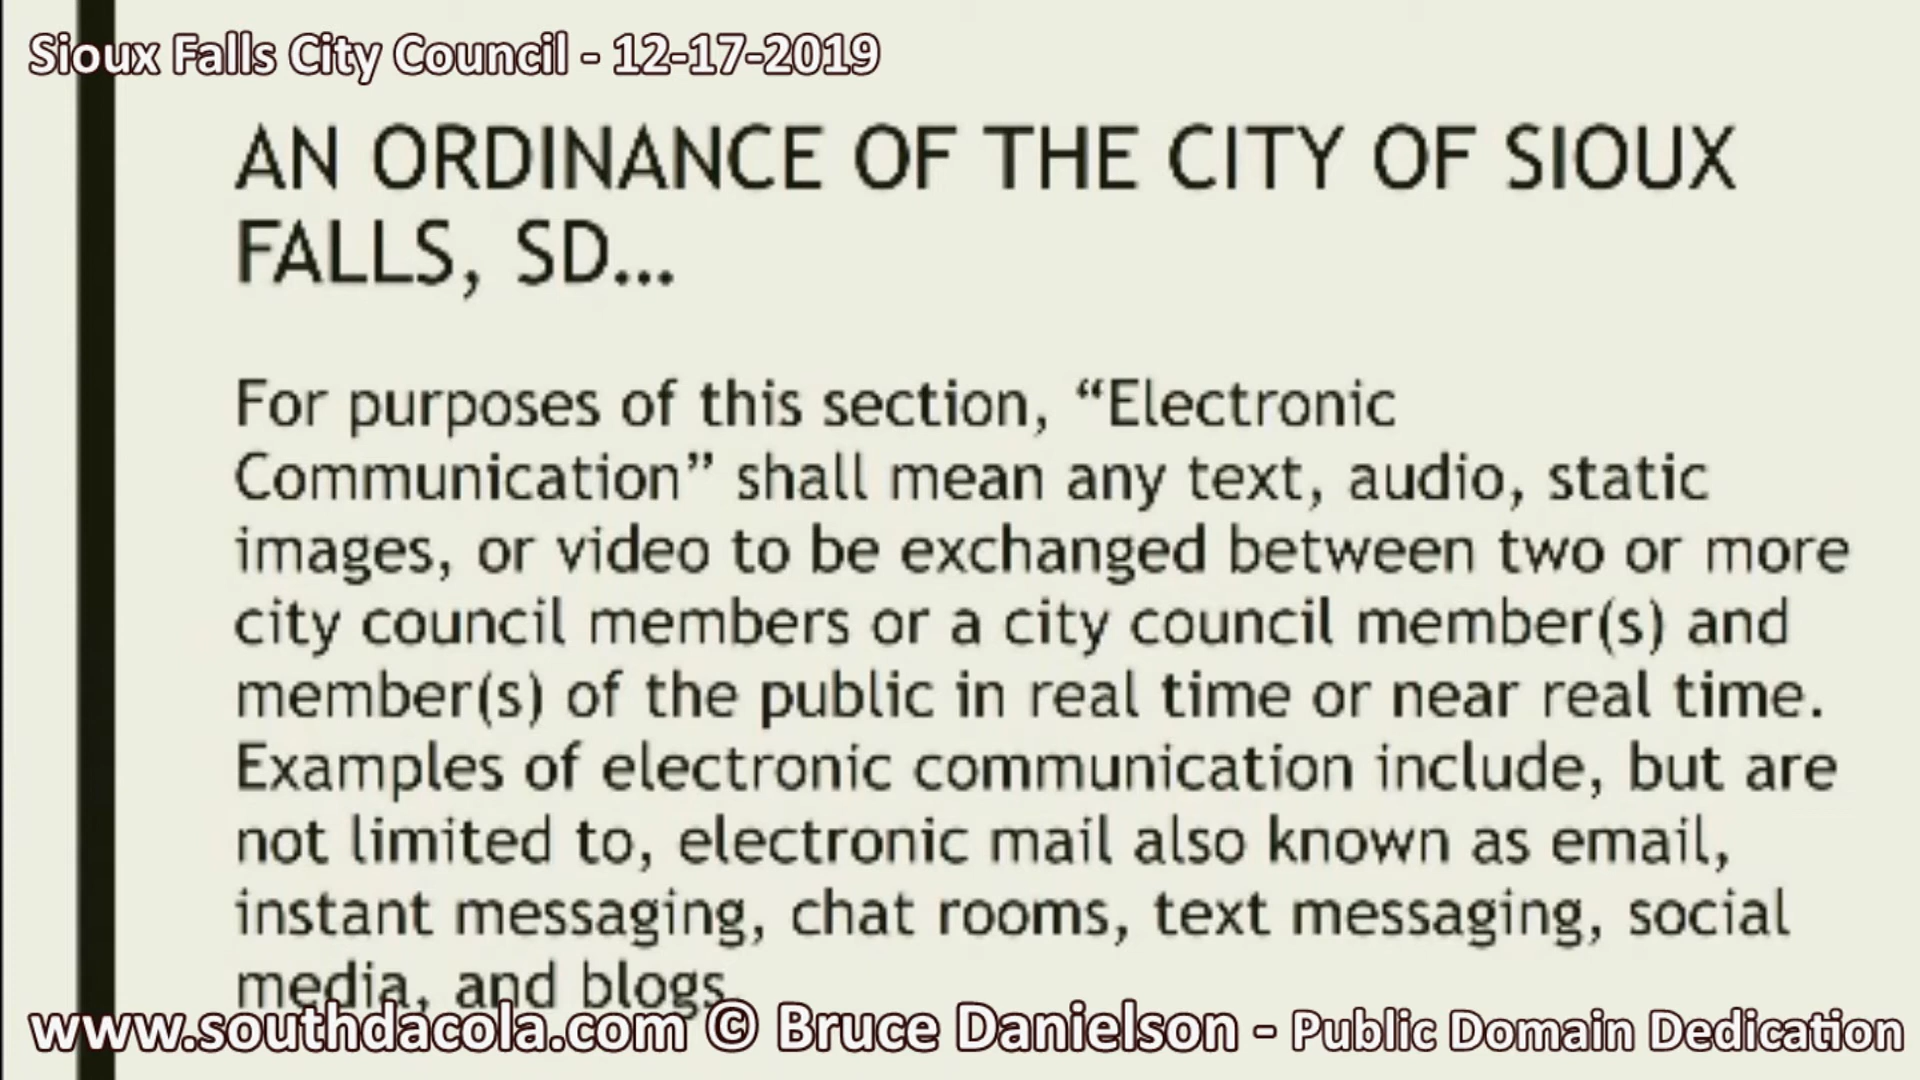 Sioux Falls City Council - 12-17-2019
AN ORDINANCE OF THE CITY OF SIOUX
FALLS, SD...
For purposes of this section, “Electronic
Communication” shall mean any text, audio, static
images, or video to be exchanged between two or more
city council members or a city council member(s) and
member(s) of the public in real time or near real time.
Examples of electronic communication include, but are
not limited to, electronic mail also known as email,
instant messaging, chat rooms, text messaging, social
media, and blogs.
www.southdacola.com © Bruce Danielson - Public Domain Dedication